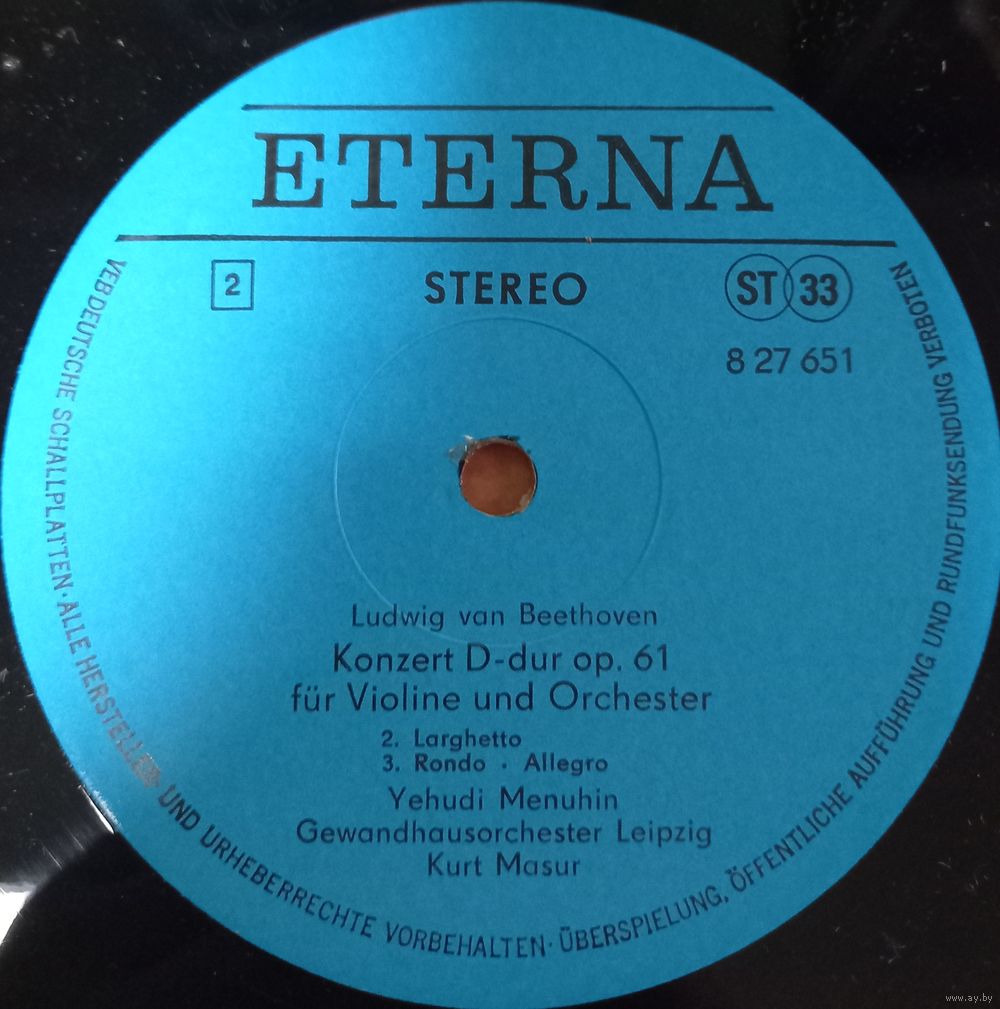 ETERNA
2 STEREO ST 33
8 27 651
Ludwig van Beethoven
Konzert D-dur op. 61
für Violine und Orchester
2. Larghetto
3. Rondo · Allegro
Yehudi Menuhin
Gewandhausorchester Leipzig
Kurt Masur
VEB DEUTSCHE SCHALLPLATTEN · ALLE HERSTELLER- UND URHEBERRECHTE VORBEHALTEN · ÜBERSPIELUNG, ÖFFENTLICHE AUFFÜHRUNG UND RUNDFUNKSENDUNG VERBOTEN
www.ay.by